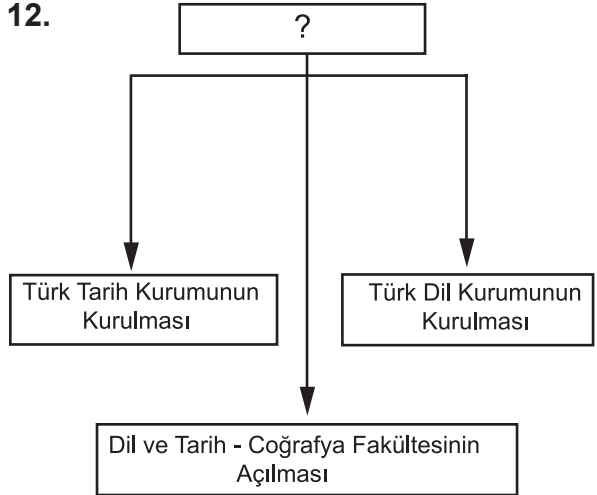 12.
?
Türk Tarih Kurumunun
Kurulması
Türk Dil Kurumunun
Kurulması
Dil ve Tarih - Coğrafya Fakültesinin
Açılması